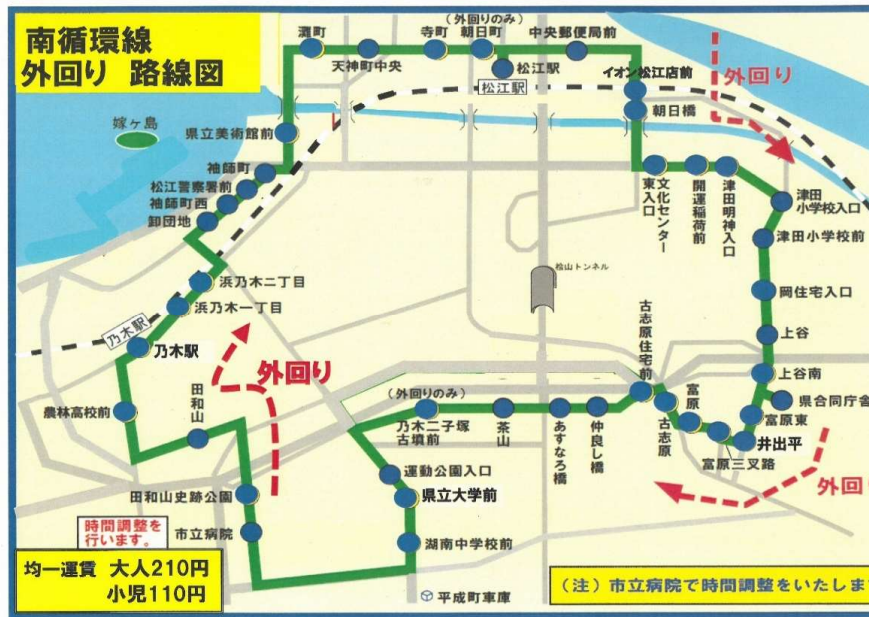 南循環線
外回り 路線図
灘町
天神町中央
寺町
(外回りのみ)
朝日町
松江駅
中央郵便局前
松江駅
イオン松江店前
朝日橋
外回り
嫁ヶ島
県立美術館前
袖師町
松江警察署前
袖師町西
卸団地
文化センター
東入口
開運稲荷前
津田明神入口
津田
小学校入口
津田小学校前
岡住宅入口
上谷
上谷南
県合同庁舎
富原東
井出平
富原三叉路
富原
古志原
古志原住宅前
松山トンネル
浜乃木二丁目
浜乃木一丁目
乃木駅
乃木駅
農林高校前
田和山
外回り
(外回りのみ)
乃木二子塚
古墳前
茶山
あすなろ橋
仲良し橋
運動公園入口
県立大学前
湖南中学校前
田和山史跡公園
市立病院
時間調整を
行います。
外回り
均一運賃 大人210円
小児110円
平成町車庫
(注)市立病院で時間調整をいたしま